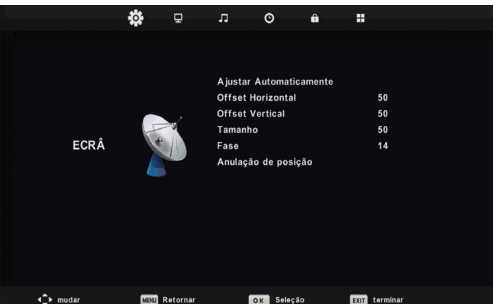 Ajustar Automaticamente
Offset Horizontal 50
Offset Vertical 50
Tamanho 50
ECRÂ
Fase 14
Anulação de posição
mudar MENU Retornar OK Seleção EXIT terminar